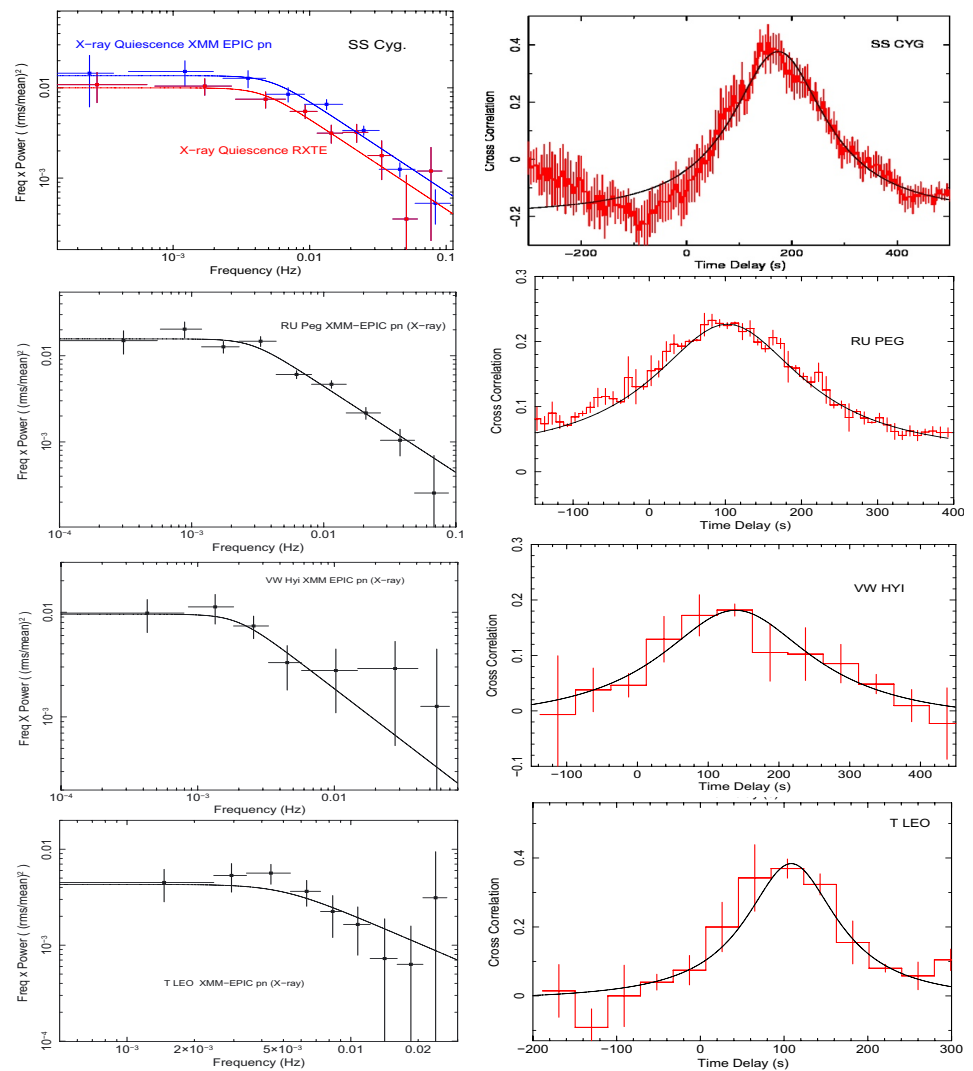 X-ray Quiescence XMM EPIC pn
SS Cyg.
X-ray Quiescence RXTE
Freq x Power ( (rms/mean)² )
0.01
10⁻³
10⁻³ 0.01 0.1
Frequency (Hz)
SS CYG
Cross Correlation
0.4
0.2
0
−0.2
−200 0 200 400
Time Delay (s)
RU Peg XMM−EPIC pn (X−ray)
Freq x Power ( (rms/mean)² )
0.01
10⁻³
10⁻⁴ 10⁻³ 0.01 0.1
Frequency (Hz)
RU PEG
Cross Correlation
0.3
0.2
0.1
0
−100 0 100 200 300 400
Time Delay (s)
VW Hyi XMM EPIC pn (X−ray)
Freq X Power ( (rms/mean)² )
0.01
10⁻³
10⁻⁴ 10⁻³ 0.01
Frequency (Hz)
VW HYI
Cross Correlation
0.3
0.2
0.1
0
−0.1
−100 0 100 200 300 400
Time Delay (s)
T LEO XMM−EPIC pn (X−ray)
Freq x Power ( (rms/mean)² )
0.01
10⁻³
10⁻⁴
10⁻³ 2×10⁻³ 5×10⁻³ 0.01 0.02
Frequency (Hz)
T LEO
Cross Correlation
0.4
0.2
0
−200 −100 0 100 200 300
Time Delay (s)